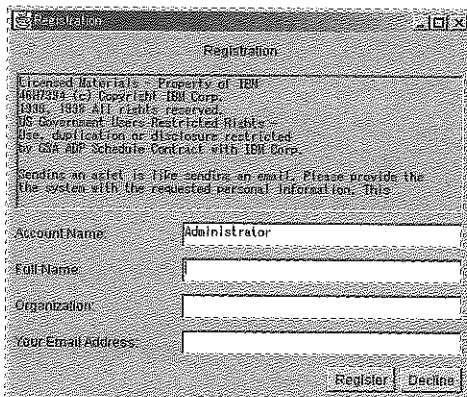 Registration
Registration
Licensed Materials - Property of IBM
(c) Copyright IBM Corp.
1998 All rights reserved.
US Government Users Restricted Rights -
Use, duplication or disclosure restricted
by GSA ADP Schedule Contract with IBM Corp.
Sending an aglet is like sending an email. Please provide the
the system with the requested personal information. This
Account Name:
Administrator
Full Name:
Organization:
Your Email Address:
Register
Decline